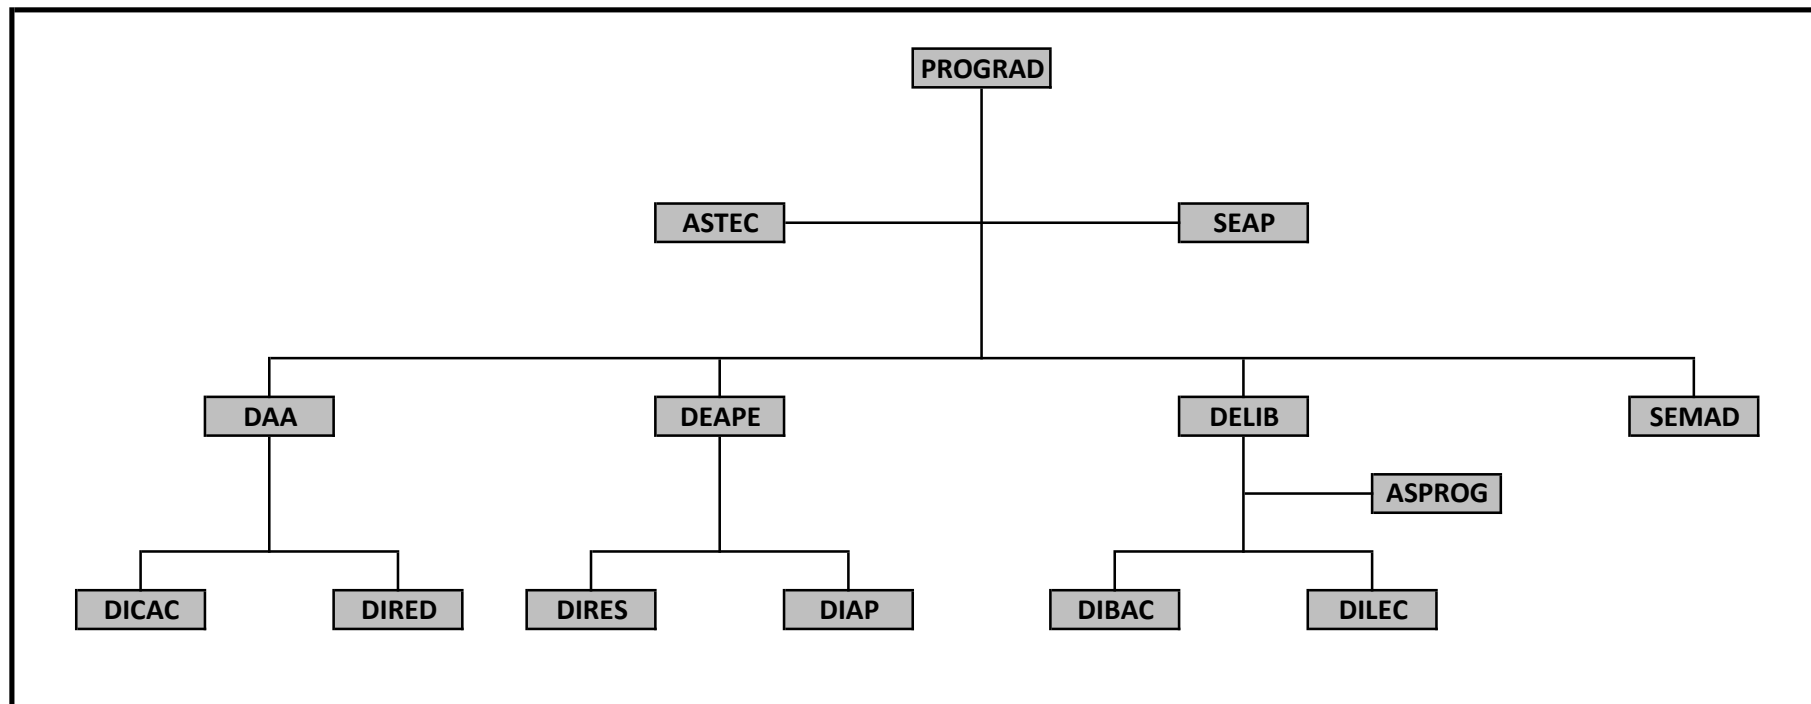 PROGRAD
ASTEC
SEAP
DAA
DEAPE
DELIB
SEMAD
ASPROG
DICAC
DIRED
DIRES
DIAP
DIBAC
DILEC